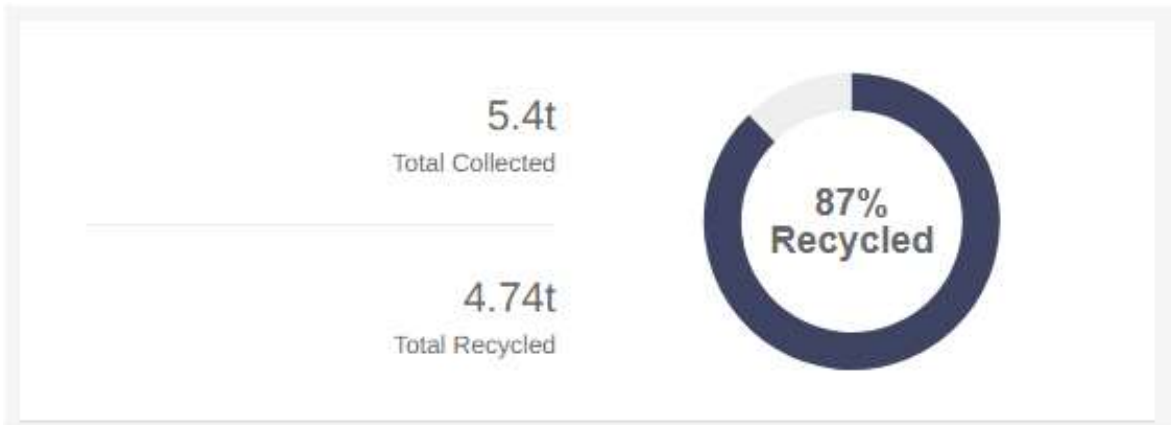 5.4t
Total Collected
4.74t
Total Recycled
87%
Recycled